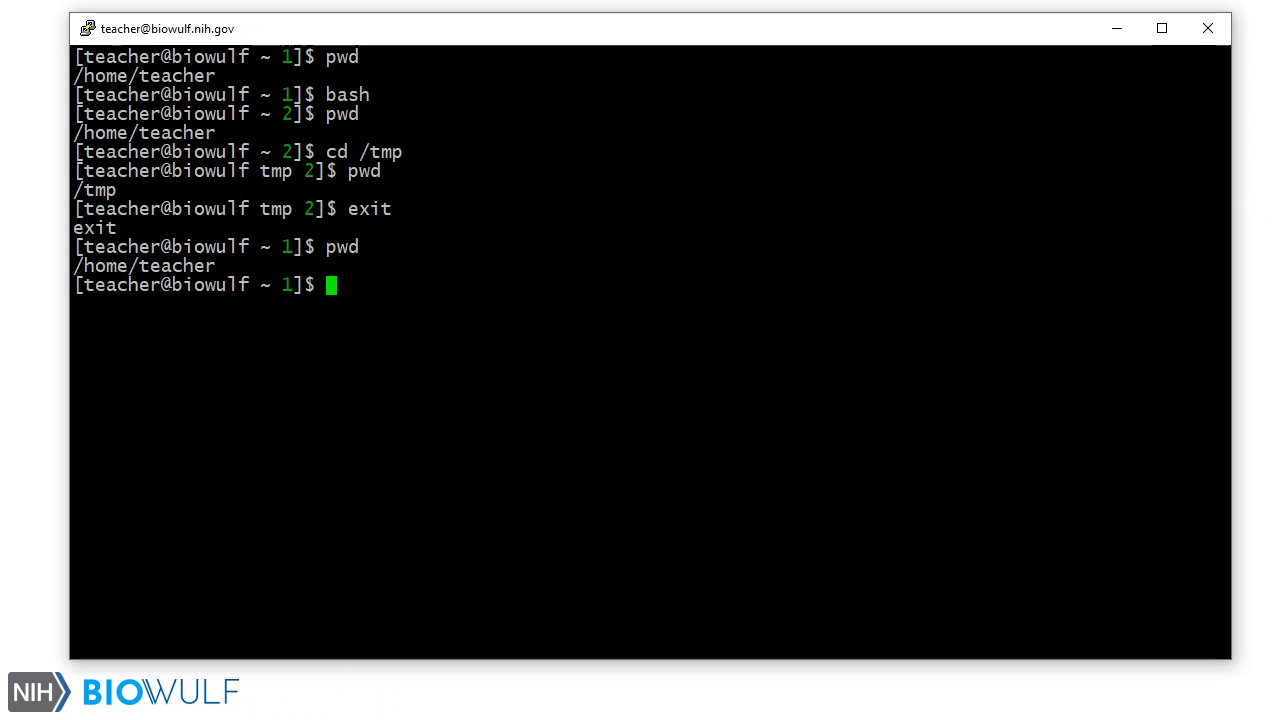 teacher@biowulf.nih.gov
[teacher@biowulf ~ 1]$ pwd
/home/teacher
[teacher@biowulf ~ 1]$ bash
[teacher@biowulf ~ 2]$ pwd
/home/teacher
[teacher@biowulf ~ 2]$ cd /tmp
[teacher@biowulf tmp 2]$ pwd
/tmp
[teacher@biowulf tmp 2]$ exit
exit
[teacher@biowulf ~ 1]$ pwd
/home/teacher
[teacher@biowulf ~ 1]$
NIH BIOWULF